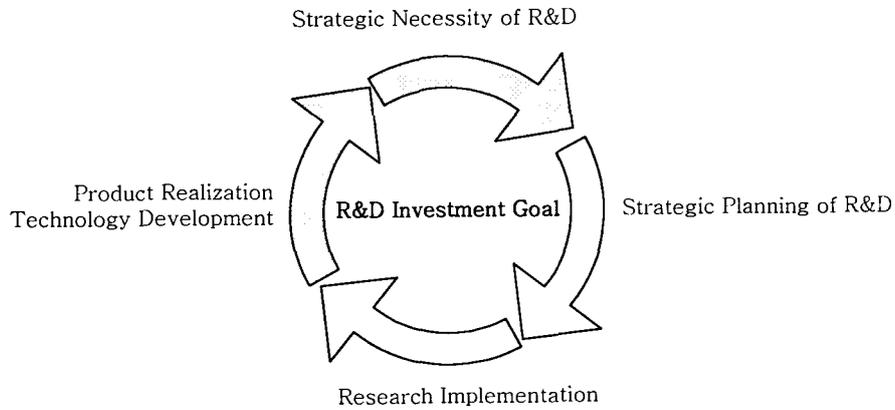 Strategic Necessity of R&D
Product Realization
Technology Development
R&D Investment Goal
Strategic Planning of R&D
Research Implementation